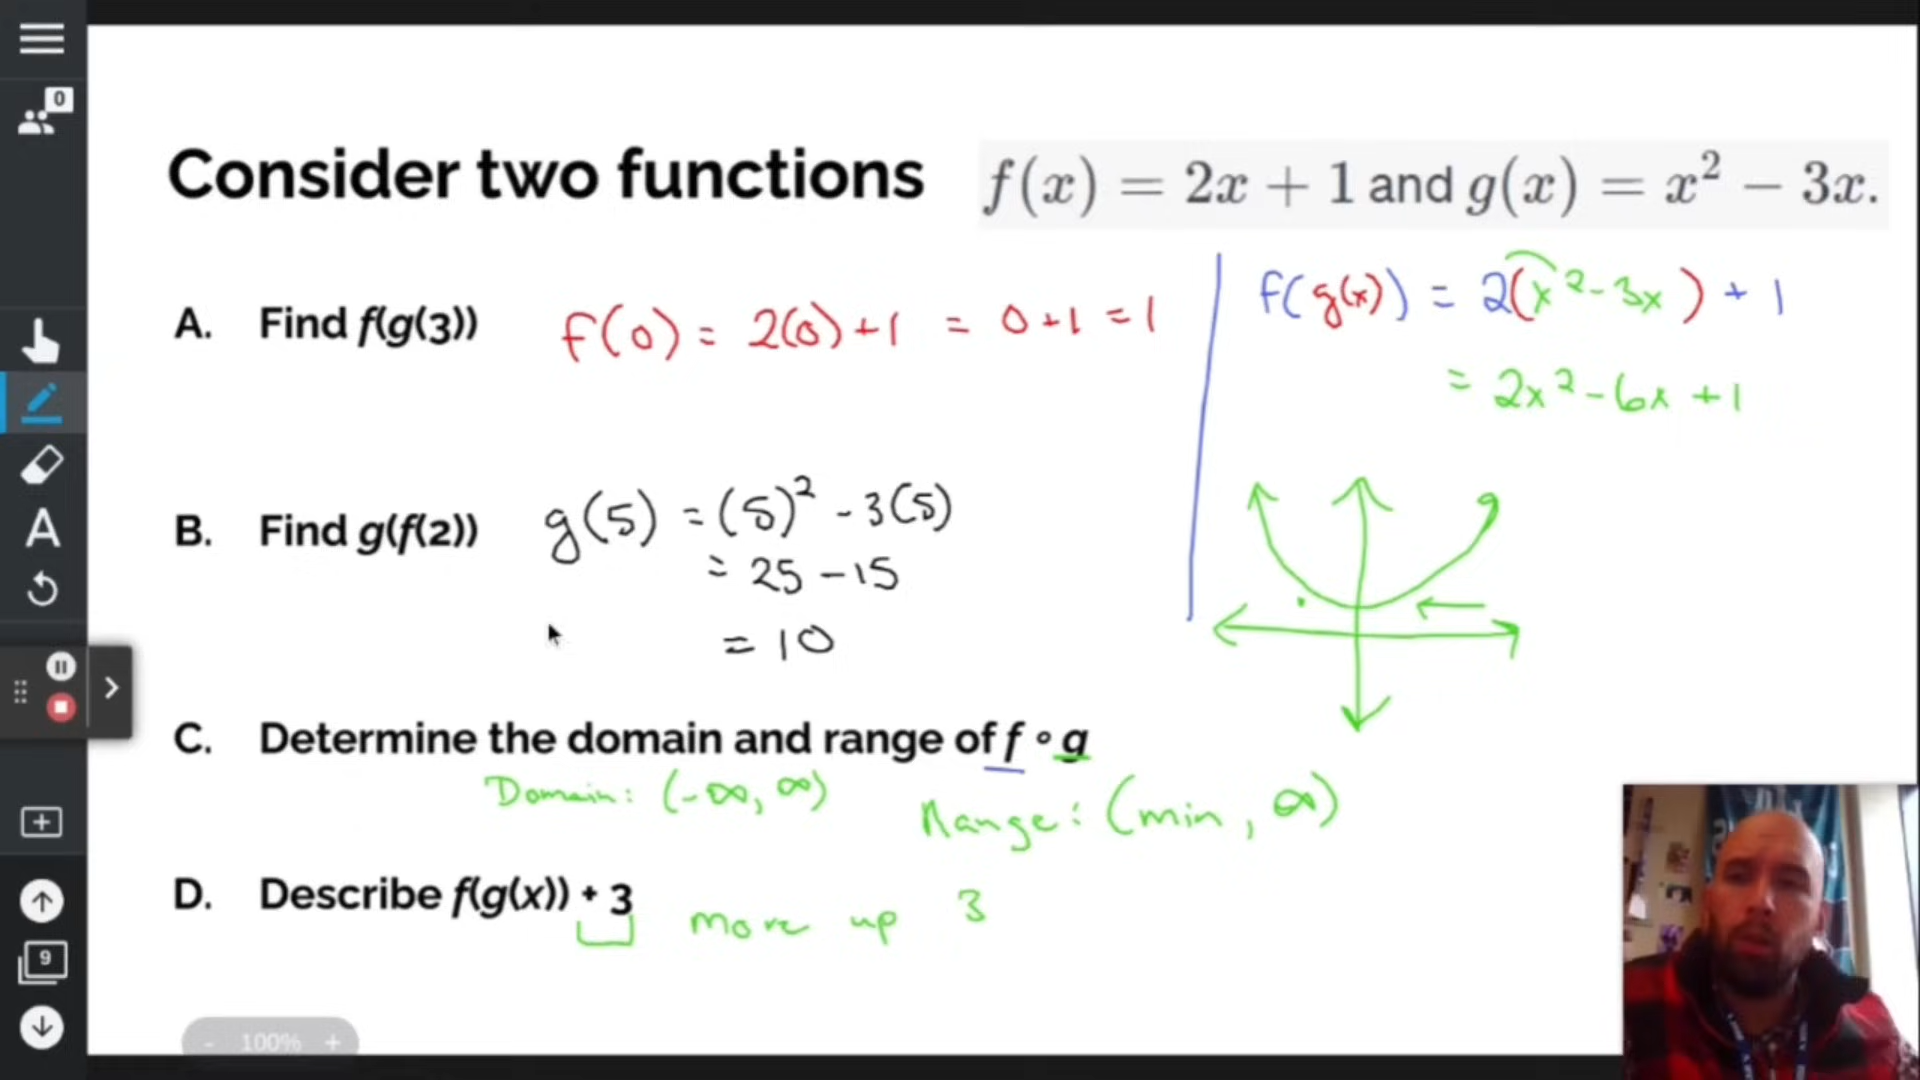 0
Consider two functions f(x) = 2x + 1 and g(x) = x² − 3x.
A. Find f(g(3)) f(0) = 2(0)+1 = 0+1 = 1
f(g(x)) = 2(x²-3x) + 1
= 2x²-6x+1
B. Find g(f(2)) g(5) = (5)² - 3(5)
= 25 - 15
= 10
C. Determine the domain and range of f ∘ g
Domain: (-∞, ∞) Range: (min, ∞)
D. Describe f(g(x)) + 3 move up 3
A
9
- 100% +